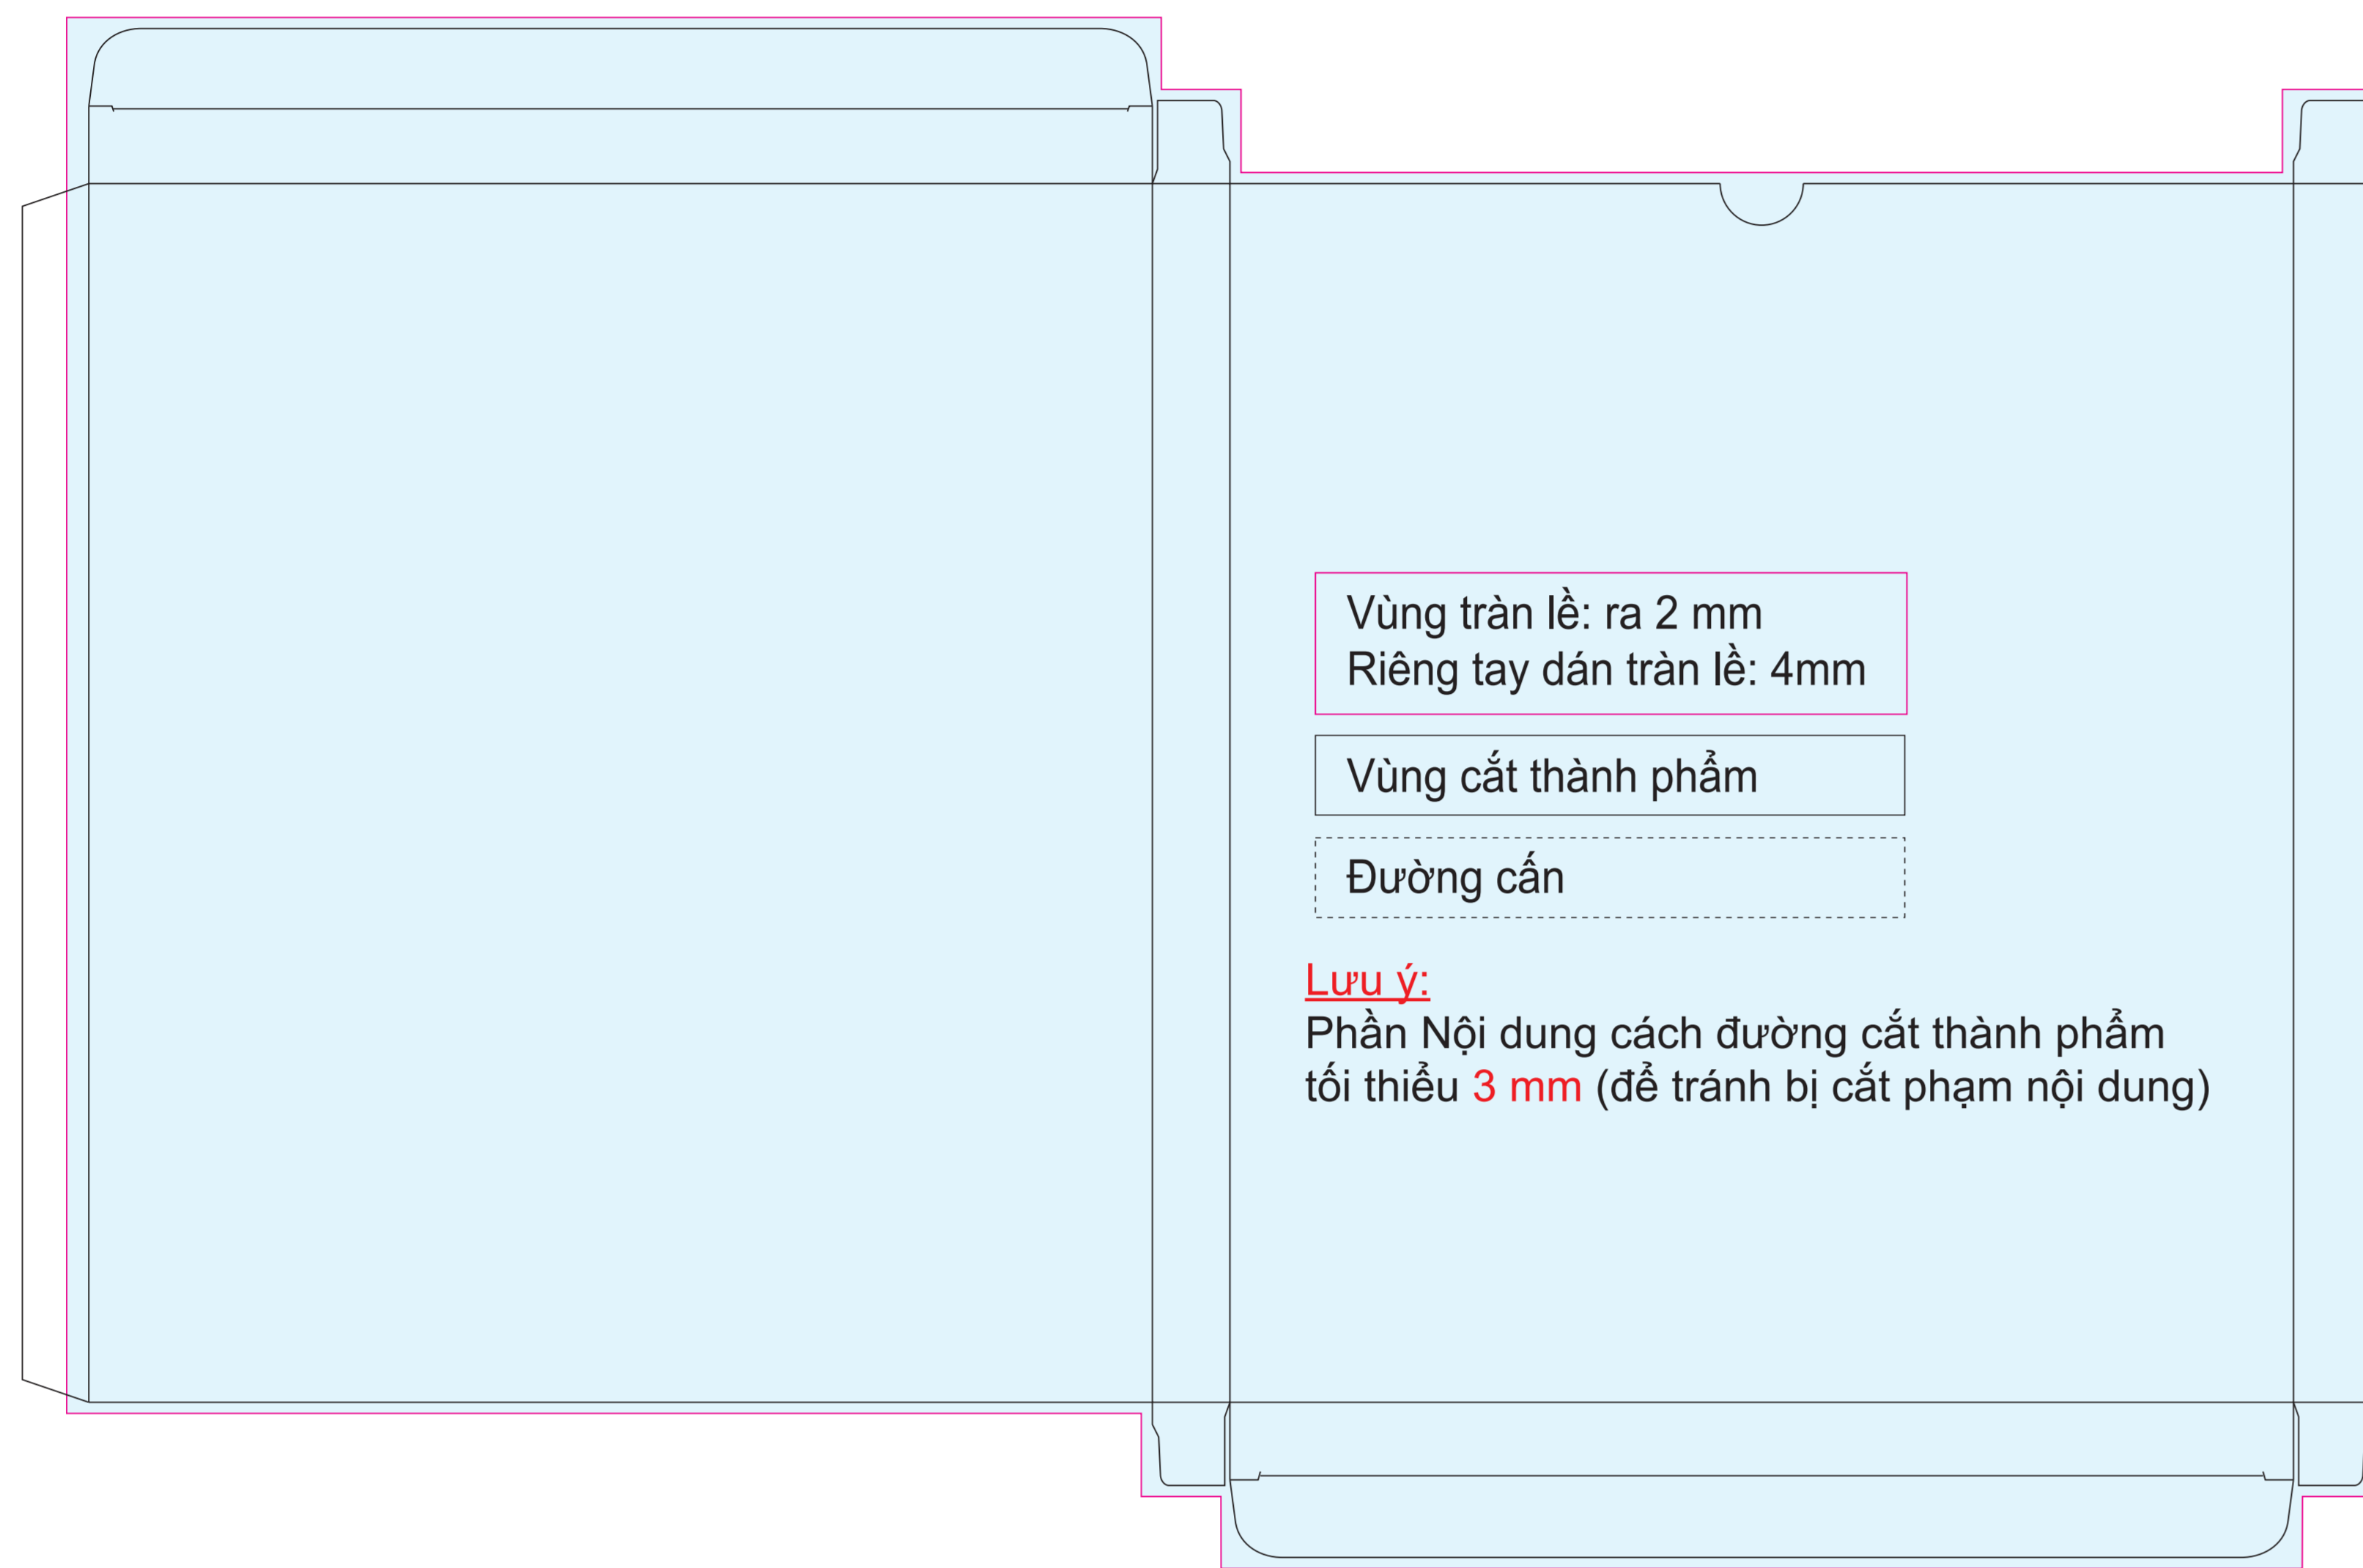 Vùng tràn lề: ra 2 mm
Riêng tay dán tràn lề: 4mm
Vùng cắt thành phẩm
Đường cấn
Lưu ý:
Phần Nội dung cách đường cắt thành phẩm
tối thiểu 3 mm (để tránh bị cắt phạm nội dung)